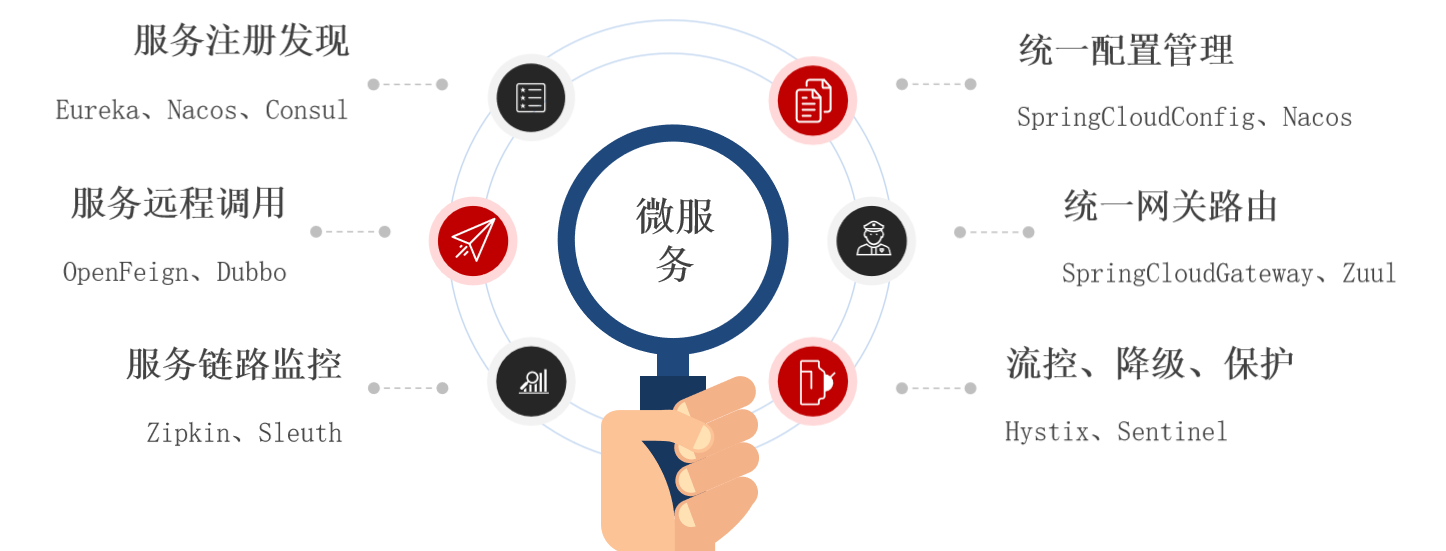 服务注册发现
Eureka、Nacos、Consul
服务远程调用
OpenFeign、Dubbo
服务链路监控
Zipkin、Sleuth
微服
务
统一配置管理
SpringCloudConfig、Nacos
统一网关路由
SpringCloudGateway、Zuul
流控、降级、保护
Hystix、Sentinel